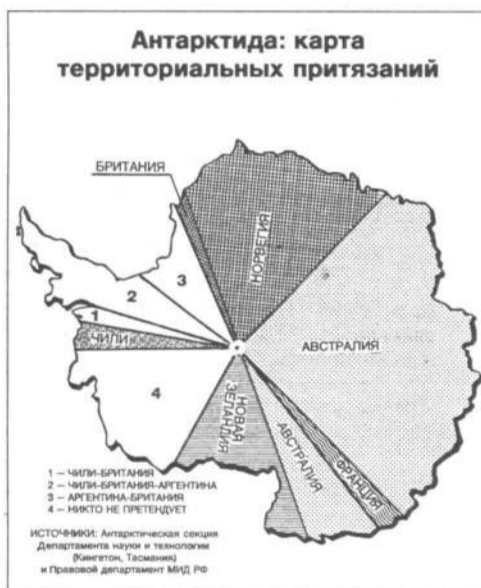 Антарктида: карта
территориальных притязаний
БРИТАНИЯ
НОРВЕГИЯ
3
2
1
ЧИЛИ
АВСТРАЛИЯ
4
НОВАЯ
ЗЕЛАНДИЯ
АВСТРАЛИЯ
ФРАНЦИЯ
1 – ЧИЛИ-БРИТАНИЯ
2 – ЧИЛИ-БРИТАНИЯ-АРГЕНТИНА
3 – АРГЕНТИНА-БРИТАНИЯ
4 – НИКТО НЕ ПРЕТЕНДУЕТ
ИСТОЧНИКИ: Антарктическая секция
Департамента науки и технологии
(Кингстон, Тасмания)
и Правовой департамент МИД РФ